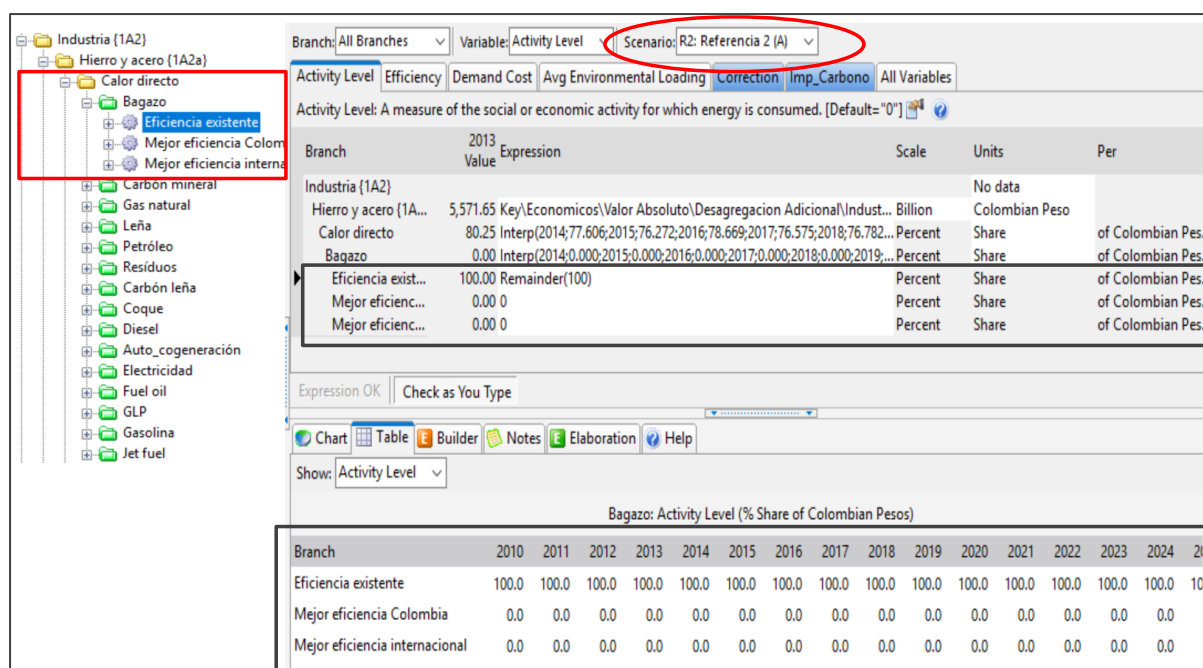 Industria {1A2}
Hierro y acero {1A2a}
Calor directo
Bagazo
Eficiencia existente
Mejor eficiencia Colom
Mejor eficiencia interna
Carbón mineral
Gas natural
Leña
Petróleo
Resíduos
Carbón leña
Coque
Diesel
Auto_cogeneración
Electricidad
Fuel oil
GLP
Gasolina
Jet fuel
Branch: All Branches Variable: Activity Level Scenario: R2: Referencia 2 (A)
Activity Level Efficiency Demand Cost Avg Environmental Loading Correction Imp_Carbono All Variables
Activity Level: A measure of the social or economic activity for which energy is consumed. [Default="0"]
Branch 2013 Value Expression Scale Units Per
Industria {1A2} No data
Hierro y acero {1A... 5,571.65 Key\Economicos\Valor Absoluto\Desagregacion Adicional\Indust... Billion Colombian Peso
Calor directo 80.25 Interp(2014;77.606;2015;76.272;2016;78.669;2017;76.575;2018;76.782... Percent Share of Colombian Pes.
Bagazo 0.00 Interp(2014;0.000;2015;0.000;2016;0.000;2017;0.000;2018;0.000;2019;... Percent Share of Colombian Pes.
Eficiencia exist... 100.00 Remainder(100) Percent Share of Colombian Pes.
Mejor eficienc... 0.00 0 Percent Share of Colombian Pes.
Mejor eficienc... 0.00 0 Percent Share of Colombian Pes.
Expression OK Check as You Type
Chart Table Builder Notes Elaboration Help
Show: Activity Level
Bagazo: Activity Level (% Share of Colombian Pesos)
Branch 2010 2011 2012 2013 2014 2015 2016 2017 2018 2019 2020 2021 2022 2023 2024 2
Eficiencia existente 100.0 100.0 100.0 100.0 100.0 100.0 100.0 100.0 100.0 100.0 100.0 100.0 100.0 100.0 100.0 10
Mejor eficiencia Colombia 0.0 0.0 0.0 0.0 0.0 0.0 0.0 0.0 0.0 0.0 0.0 0.0 0.0 0.0 0.0
Mejor eficiencia internacional 0.0 0.0 0.0 0.0 0.0 0.0 0.0 0.0 0.0 0.0 0.0 0.0 0.0 0.0 0.0